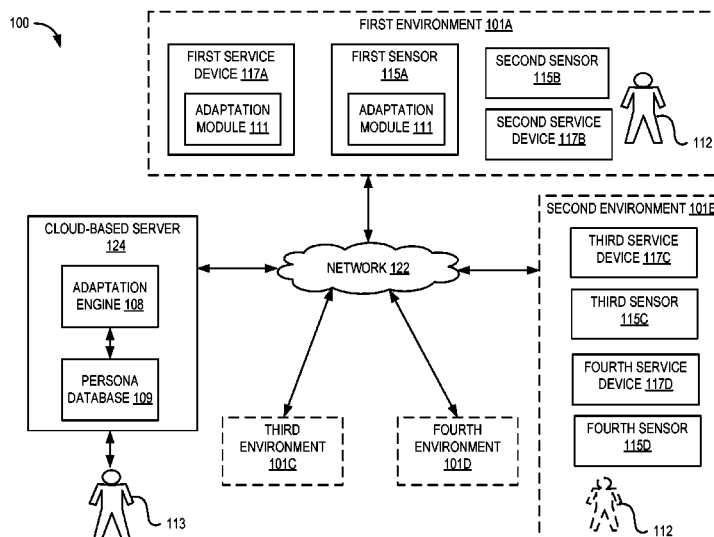 100
FIRST ENVIRONMENT 101A
FIRST SERVICE
DEVICE 117A
ADAPTATION
MODULE 111
FIRST SENSOR
115A
ADAPTATION
MODULE 111
SECOND SENSOR
115B
SECOND SERVICE
DEVICE 117B
112
CLOUD-BASED SERVER
124
ADAPTATION
ENGINE 108
PERSONA
DATABASE 109
113
NETWORK 122
THIRD
ENVIRONMENT
101C
FOURTH
ENVIRONMENT
101D
SECOND ENVIRONMENT 101B
THIRD SERVICE
DEVICE 117C
THIRD SENSOR
115C
FOURTH SERVICE
DEVICE 117D
FOURTH SENSOR
115D
112